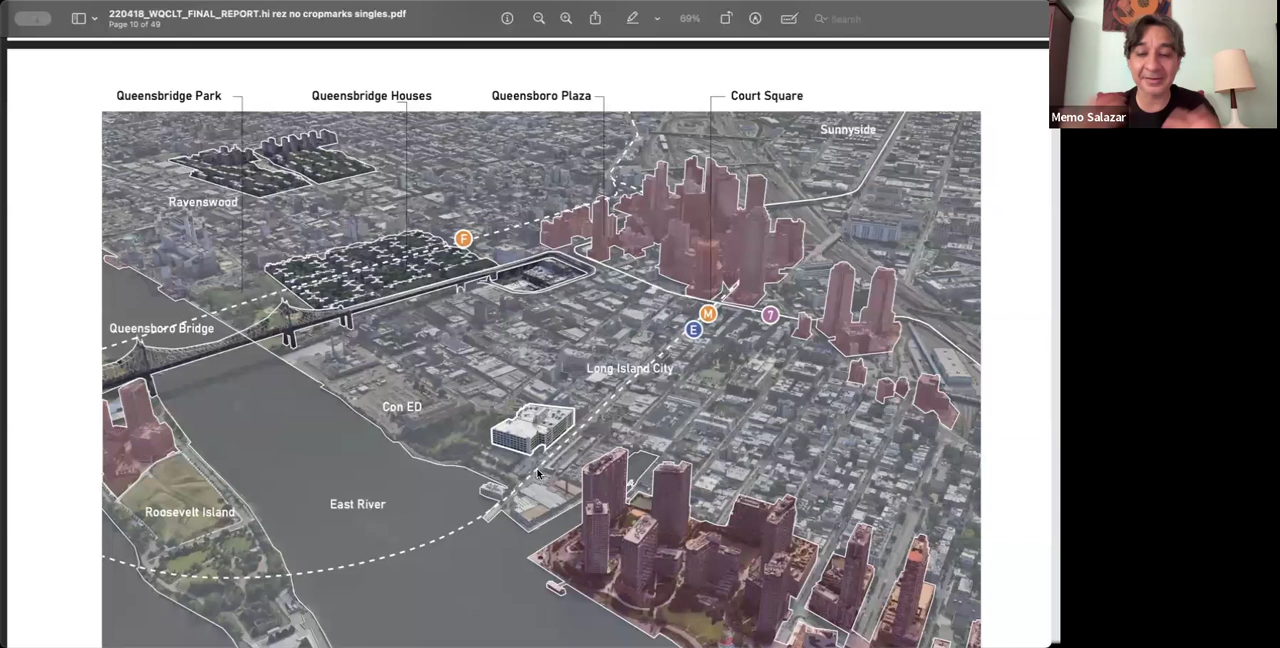 220418_WQCLT_FINAL_REPORT.hi rez no cropmarks singles.pdf
Page 10 of 49
69%
Search
Memo Salazar
Queensbridge Park
Queensbridge Houses
Queensboro Plaza
Court Square
Sunnyside
Ravenswood
F
Queensboro Bridge
M
7
E
Long Island City
Con ED
East River
Roosevelt Island